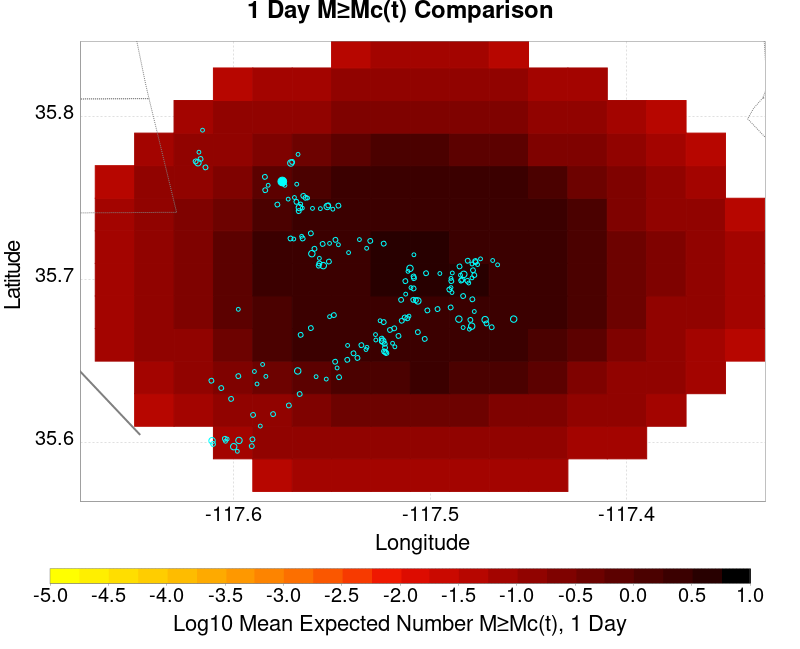 1 Day M≥Mc(t) Comparison
35.8
35.7
35.6
Latitude
-117.6 -117.5 -117.4
Longitude
-5.0 -4.5 -4.0 -3.5 -3.0 -2.5 -2.0 -1.5 -1.0 -0.5 0.0 0.5 1.0
Log10 Mean Expected Number M≥Mc(t), 1 Day